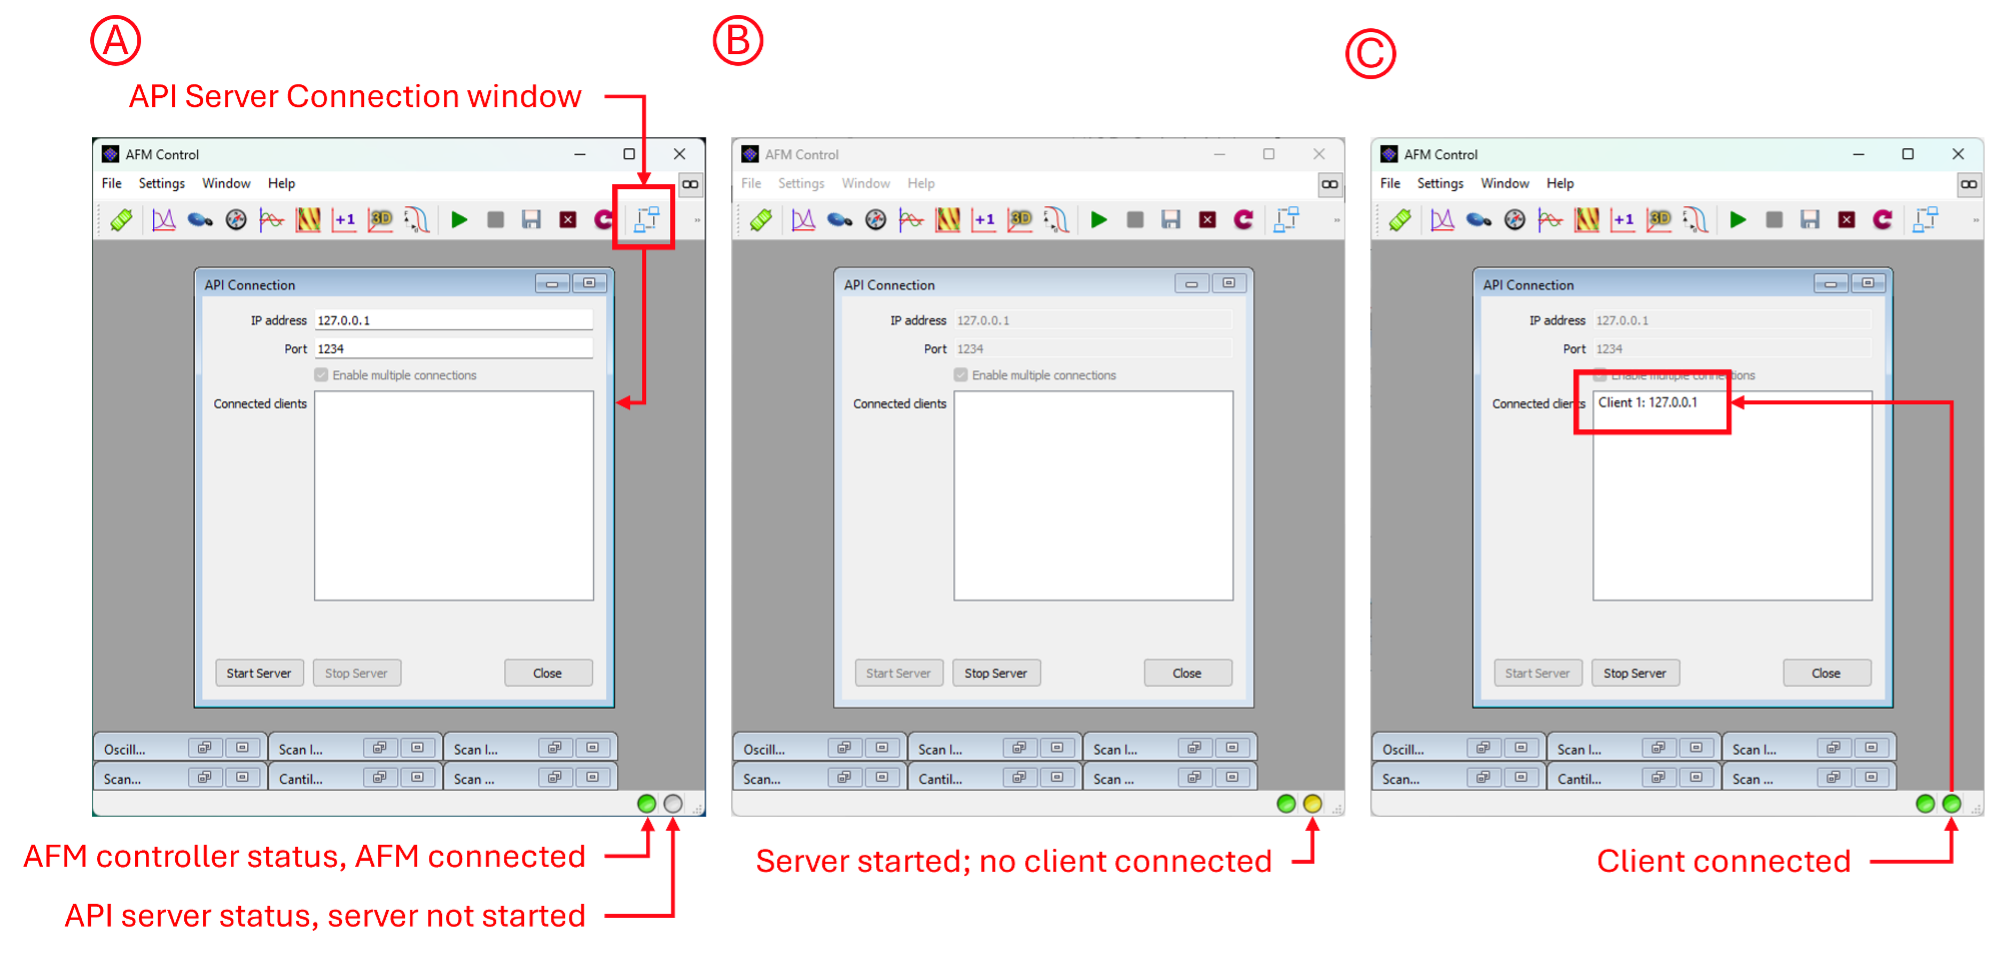 A
B
C
API Server Connection window
AFM Control
File Settings Window Help
+1 3D
API Connection
IP address 127.0.0.1
Port 1234
Enable multiple connections
Connected clients
Start Server Stop Server Close
Oscill... Scan I... Scan I...
Scan... Cantil... Scan ...
AFM controller status, AFM connected
API server status, server not started
AFM Control
File Settings Window Help
+1 3D
API Connection
IP address 127.0.0.1
Port 1234
Enable multiple connections
Connected clients
Start Server Stop Server Close
Oscill... Scan I... Scan I...
Scan... Cantil... Scan ...
Server started; no client connected
AFM Control
File Settings Window Help
+1 3D
API Connection
IP address 127.0.0.1
Port 1234
Enable multiple connections
Connected clients Client 1: 127.0.0.1
Start Server Stop Server Close
Oscill... Scan I... Scan I...
Scan... Cantil... Scan ...
Client connected